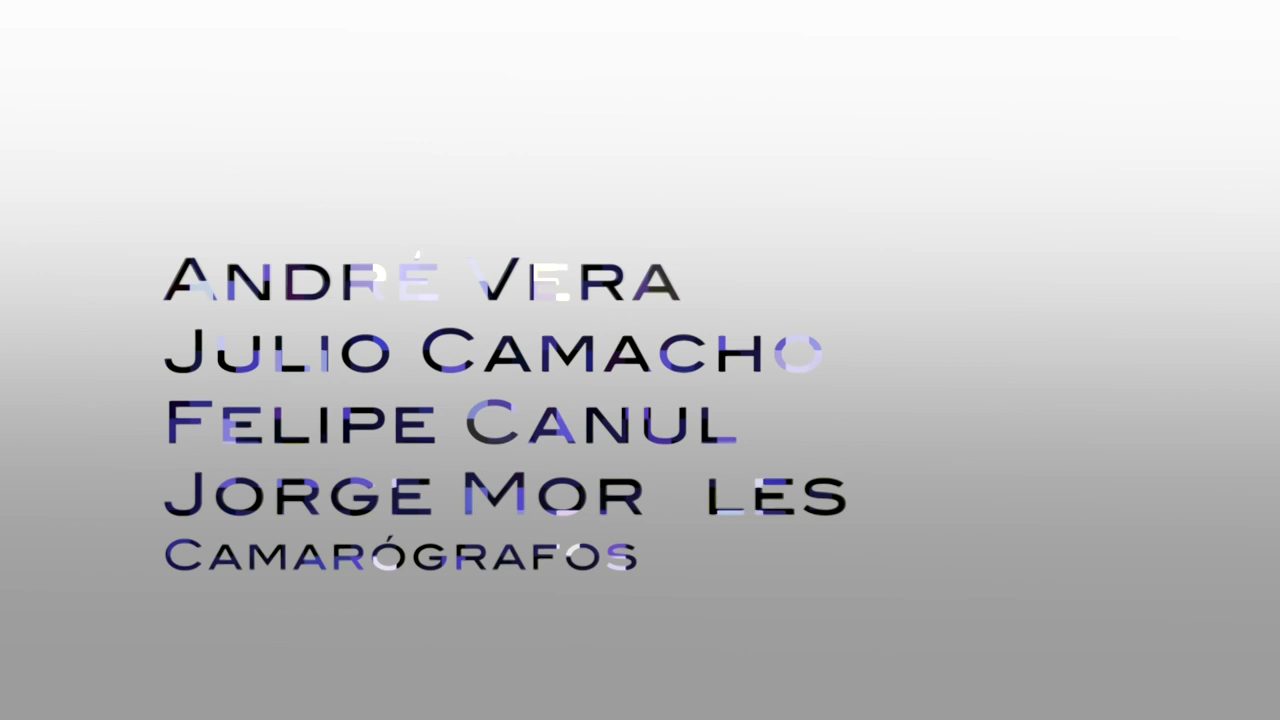 André Vera
Julio Camacho
Felipe Canul
Jorge Mor les
Camarógrafos